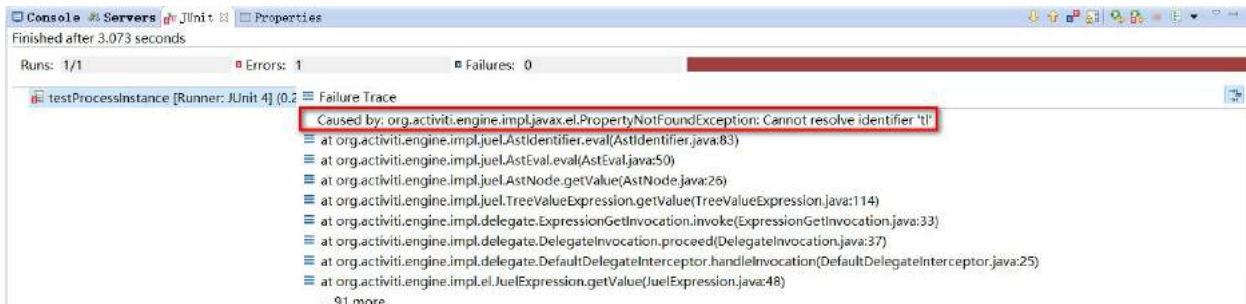 Console Servers JUnit Properties
Finished after 3.073 seconds
Runs: 1/1 Errors: 1 Failures: 0
testProcessInstance [Runner: JUnit 4] (0.2 Failure Trace
Caused by: org.activiti.engine.impl.javax.el.PropertyNotFoundException: Cannot resolve identifier 'tl'
at org.activiti.engine.impl.juel.AstIdentifier.eval(AstIdentifier.java:83)
at org.activiti.engine.impl.juel.AstEval.eval(AstEval.java:50)
at org.activiti.engine.impl.juel.AstNode.getValue(AstNode.java:26)
at org.activiti.engine.impl.juel.TreeValueExpression.getValue(TreeValueExpression.java:114)
at org.activiti.engine.impl.delegate.ExpressionGetInvocation.invoke(ExpressionGetInvocation.java:33)
at org.activiti.engine.impl.delegate.DelegateInvocation.proceed(DelegateInvocation.java:37)
at org.activiti.engine.impl.delegate.DefaultDelegateInterceptor.handleInvocation(DefaultDelegateInterceptor.java:25)
at org.activiti.engine.impl.el.JuelExpression.getValue(JuelExpression.java:48)
... 91 more